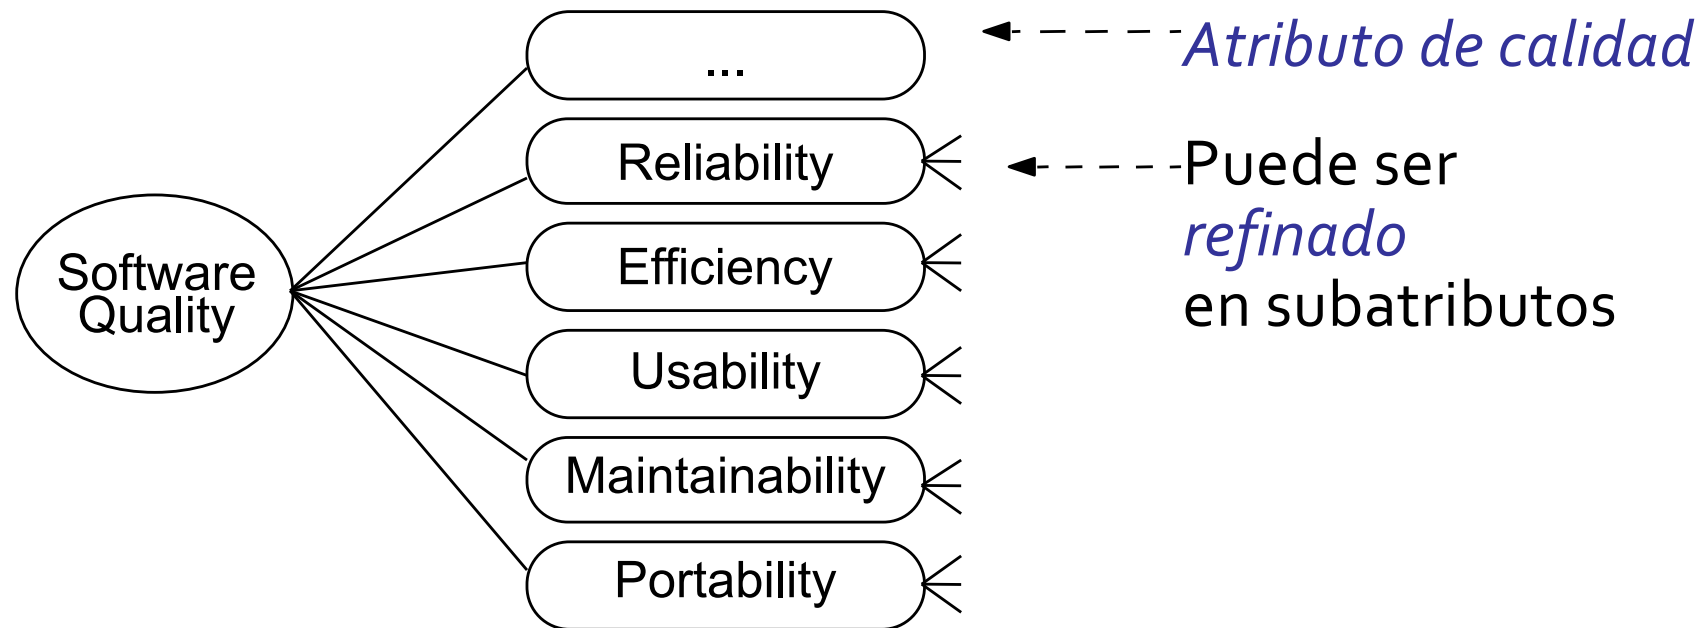 ...
Atributo de calidad
Reliability
Puede ser
refinado
en subatributos
Software
Quality
Efficiency
Usability
Maintainability
Portability